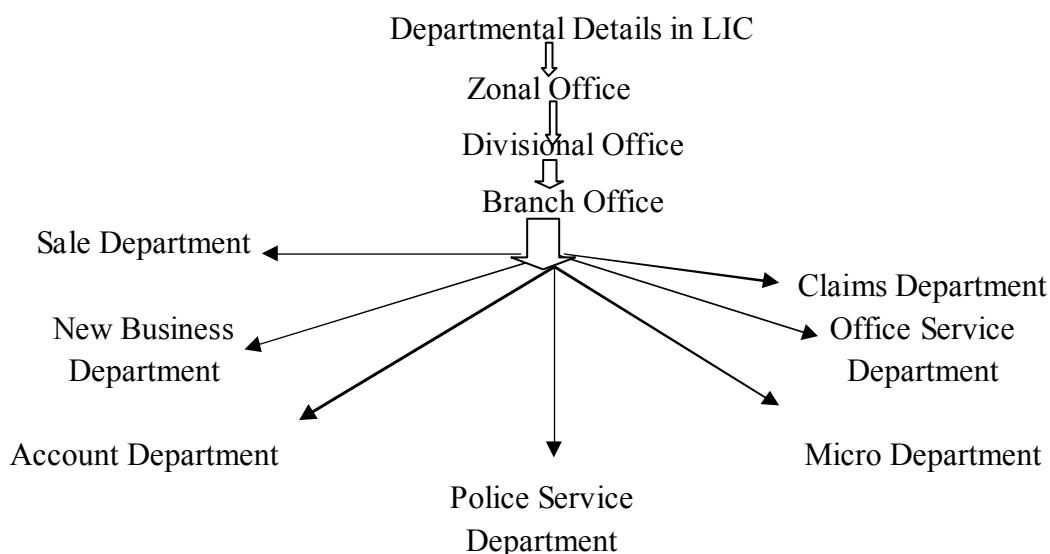 Departmental Details in LIC
Zonal Office
Divisional Office
Branch Office
Sale Department
Claims Department
New Business
Department
Office Service
Department
Account Department
Micro Department
Police Service
Department